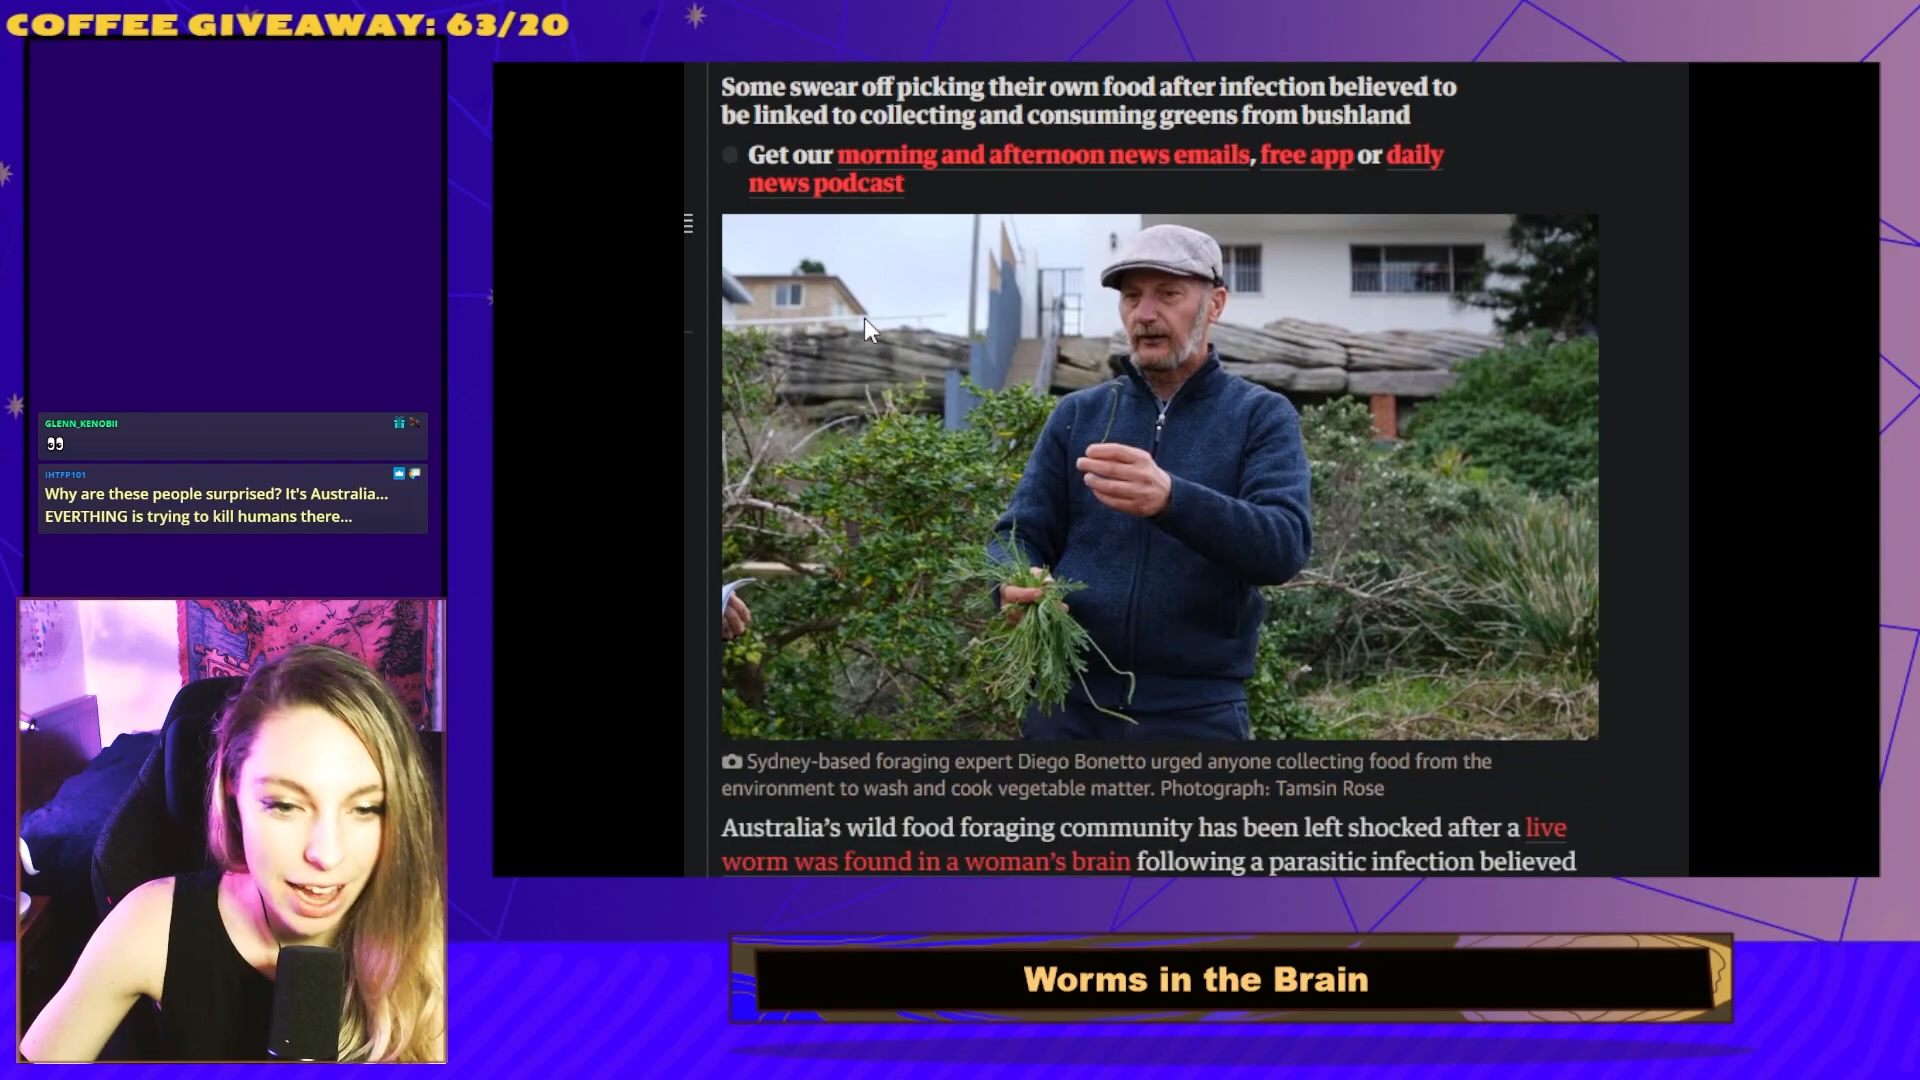 COFFEE GIVEAWAY: 63/20
Some swear off picking their own food after infection believed to
be linked to collecting and consuming greens from bushland
Get our morning and afternoon news emails, free app or daily
news podcast
GLENN_KENOBII
IHTFP101
Why are these people surprised? It's Australia...
EVERTHING is trying to kill humans there...
Sydney-based foraging expert Diego Bonetto urged anyone collecting food from the
environment to wash and cook vegetable matter. Photograph: Tamsin Rose
Australia’s wild food foraging community has been left shocked after a live
worm was found in a woman’s brain following a parasitic infection believed
Worms in the Brain